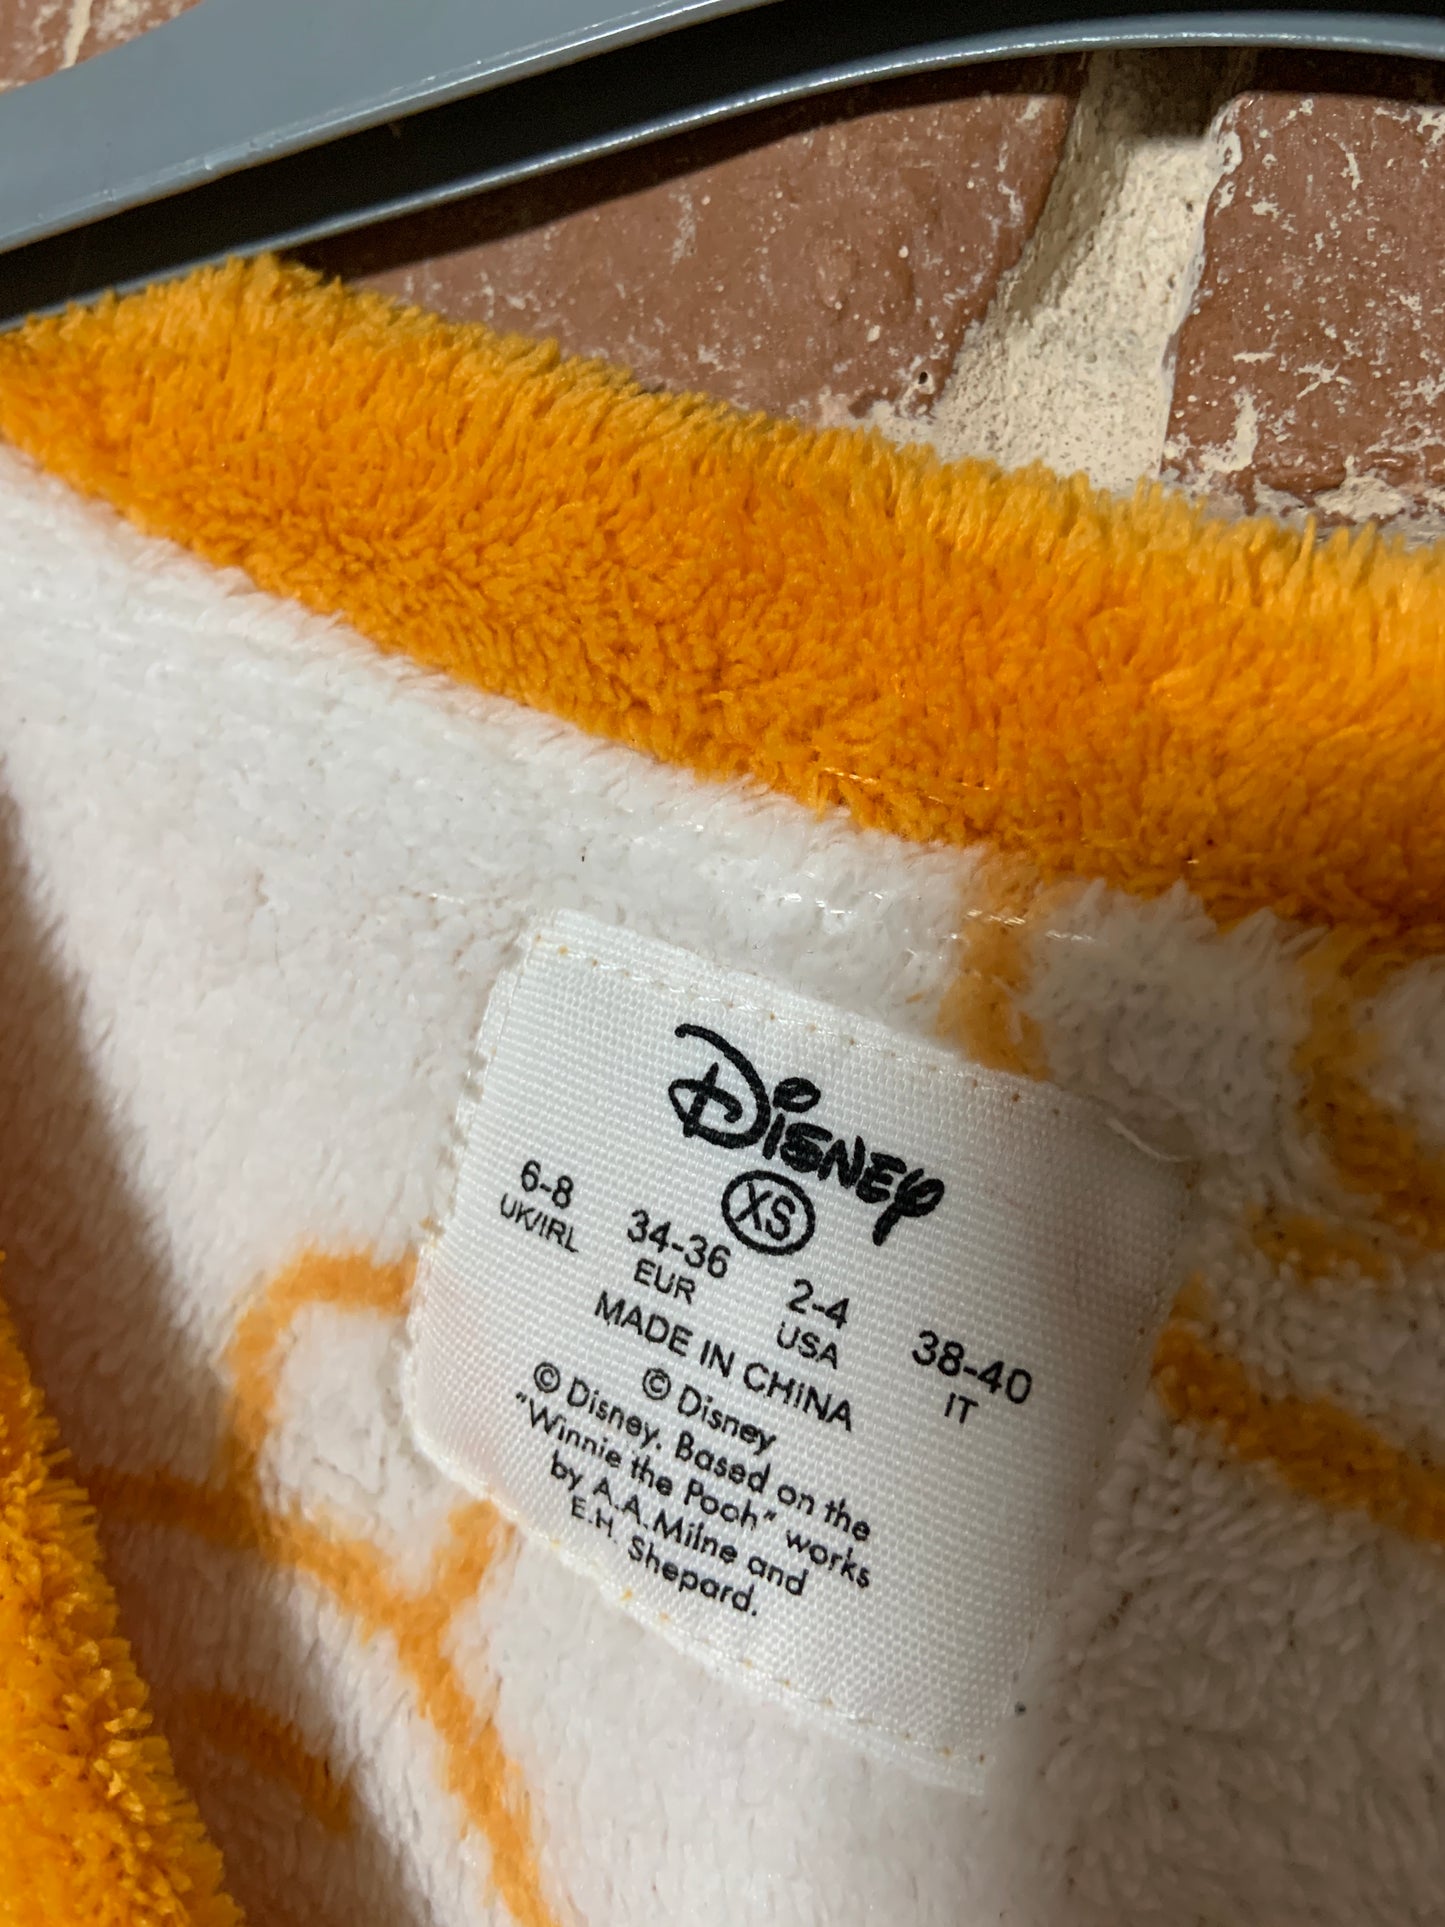 Disney
XS
6-8 34-36 2-4 38-40
UK/IRL EUR USA IT
MADE IN CHINA
© Disney
© Disney. Based on the
"Winnie the Pooh" works
by A.A.Milne and
E.H. Shepard.